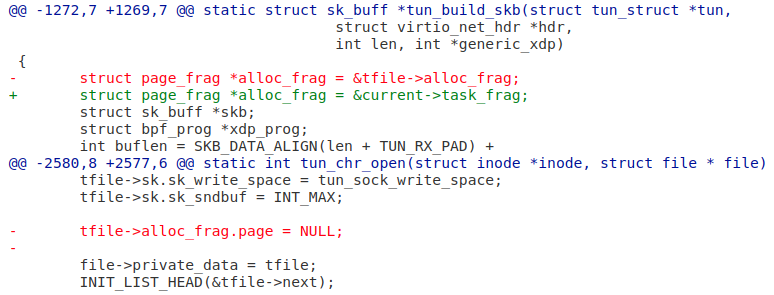 @@ -1272,7 +1269,7 @@ static struct sk_buff *tun_build_skb(struct tun_struct *tun,
                                     struct virtio_net_hdr *hdr,
                                     int len, int *generic_xdp)
 {
-       struct page_frag *alloc_frag = &tfile->alloc_frag;
+       struct page_frag *alloc_frag = &current->task_frag;
        struct sk_buff *skb;
        struct bpf_prog *xdp_prog;
        int buflen = SKB_DATA_ALIGN(len + TUN_RX_PAD) +
@@ -2580,8 +2577,6 @@ static int tun_chr_open(struct inode *inode, struct file * file)
        tfile->sk.sk_write_space = tun_sock_write_space;
        tfile->sk.sk_sndbuf = INT_MAX;

-       tfile->alloc_frag.page = NULL;
-
        file->private_data = tfile;
        INIT_LIST_HEAD(&tfile->next);